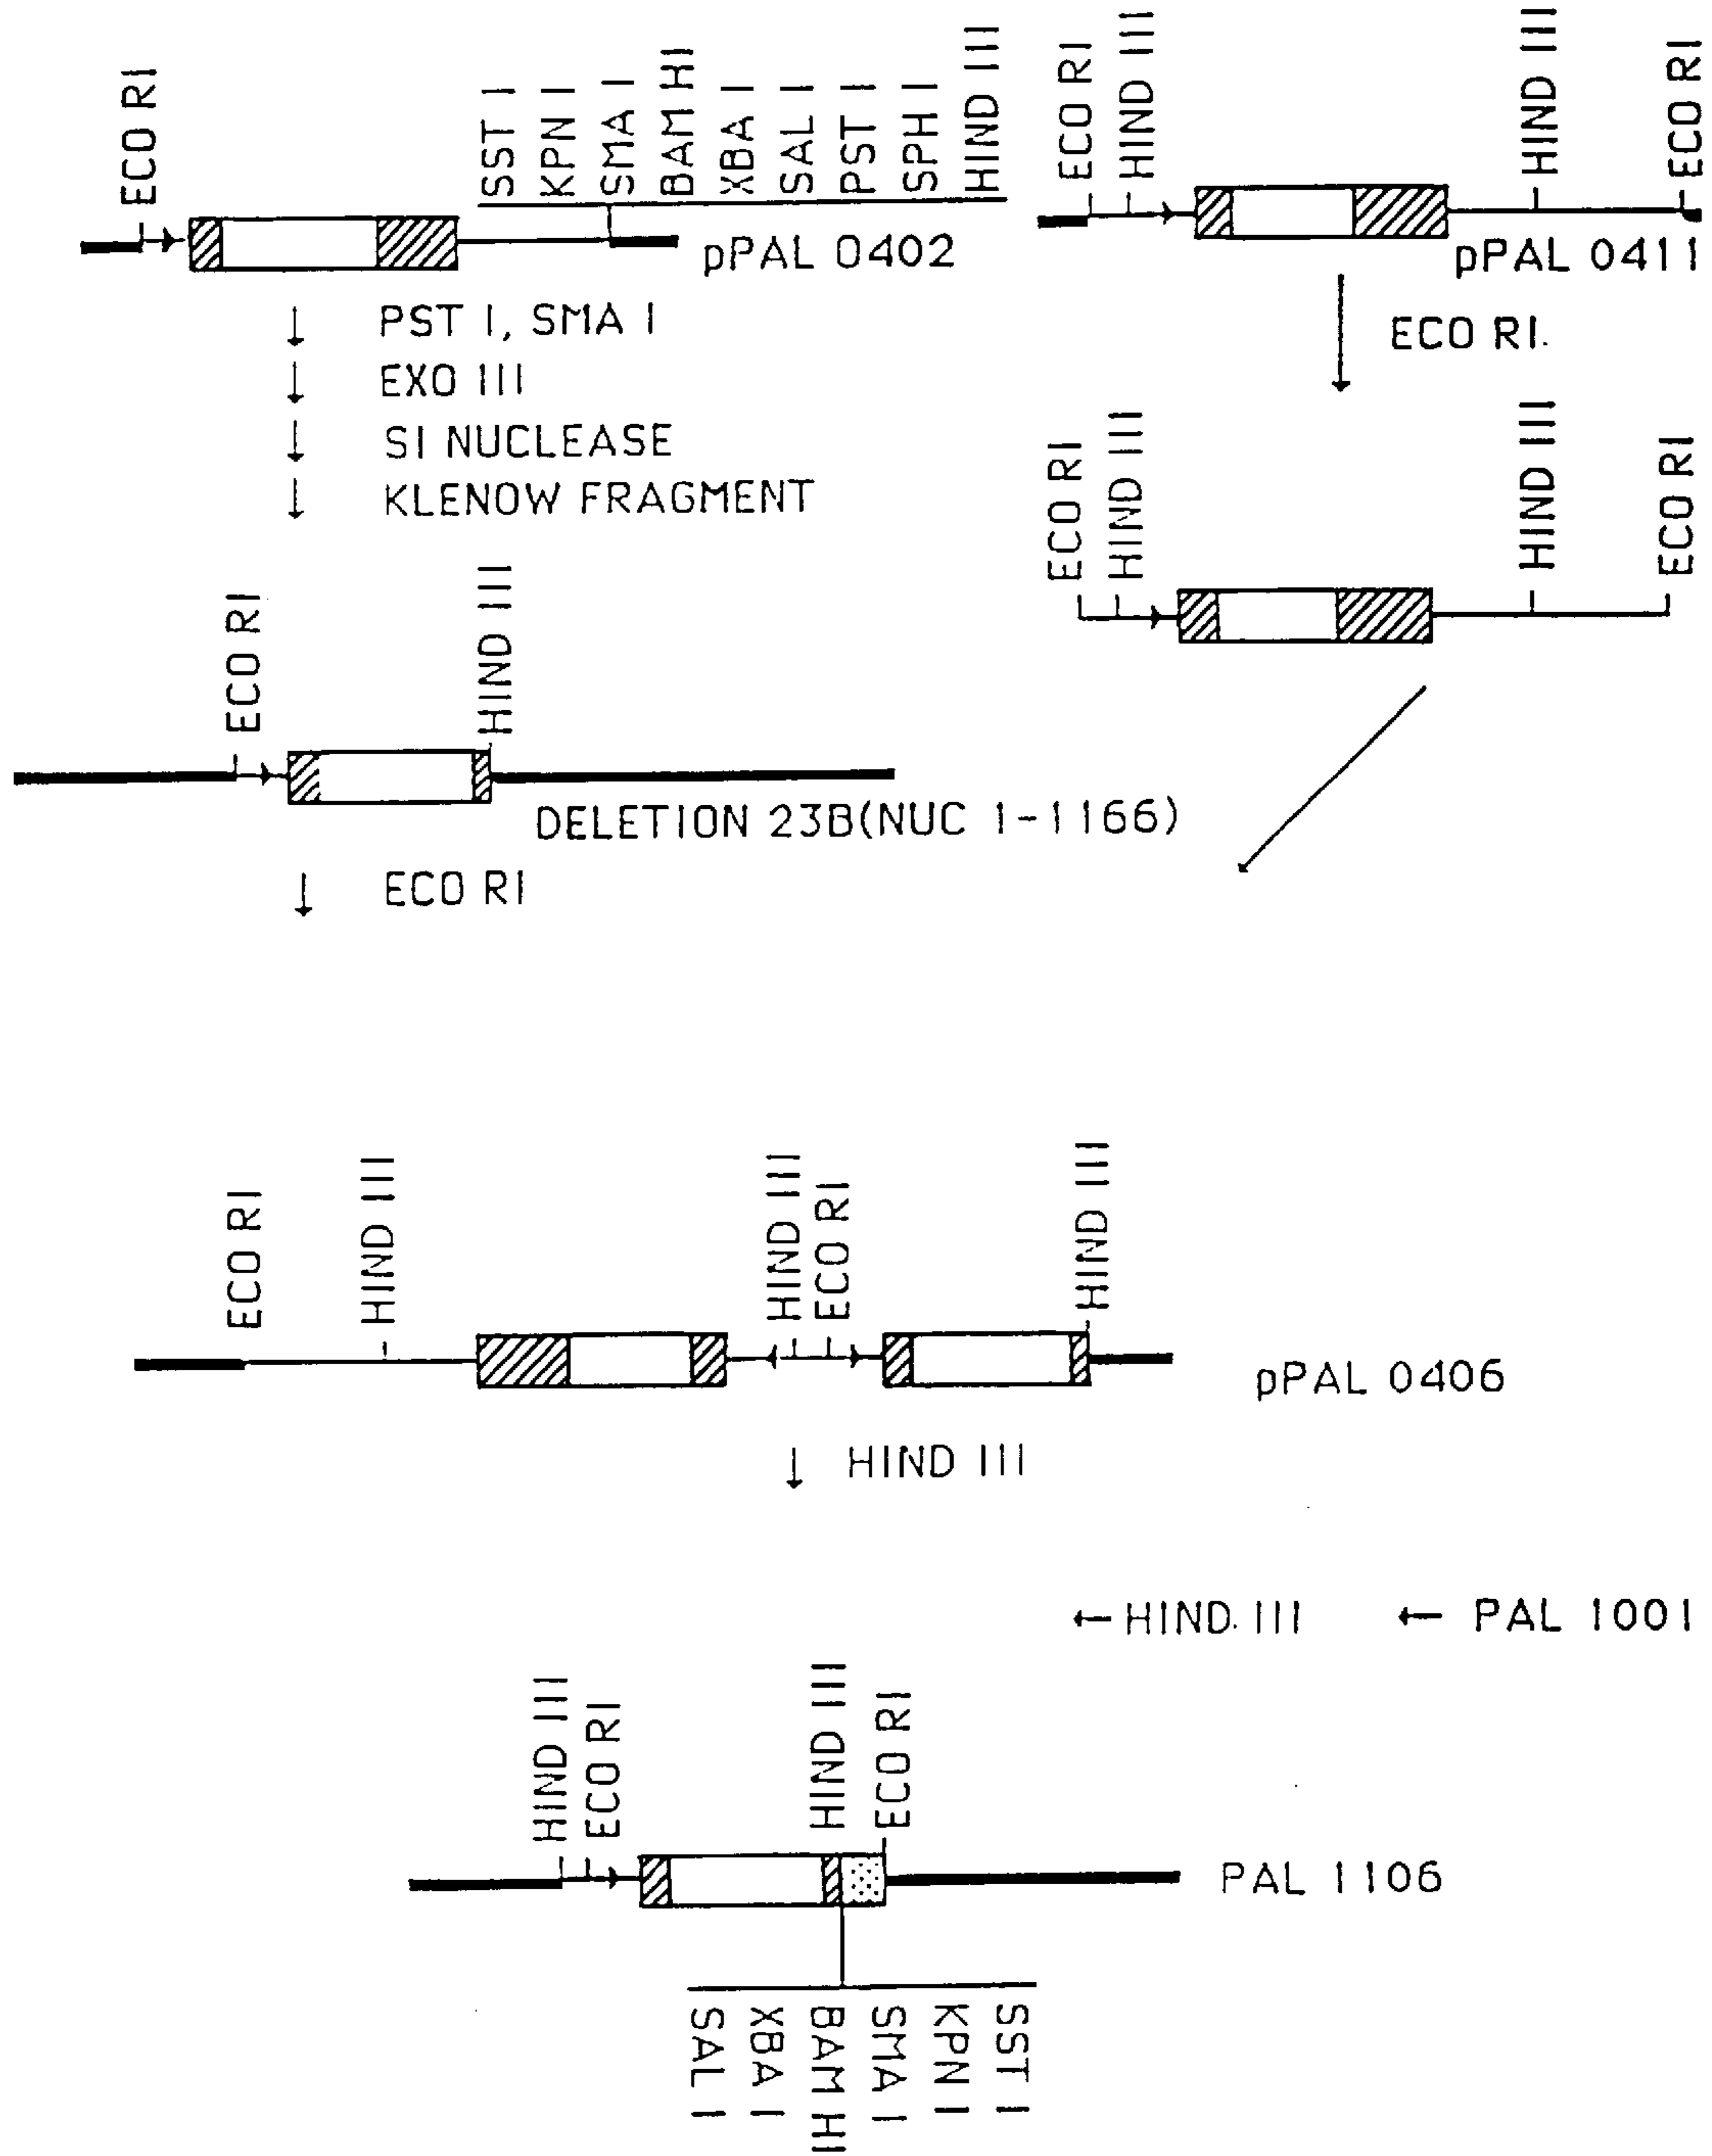 ECO RI
SST I
KPN I
SMA I
BAM HI
XBA I
SAL I
PST I
SPH I
HIND III
pPAL 0402
ECO RI
HIND III
HIND III
ECO RI
pPAL 0411
PST I, SMA I
EXO III
SI NUCLEASE
KLENOW FRAGMENT
ECO RI.
ECO RI
HIND III
HIND III
ECO RI
ECO RI
HIND III
DELETION 23B(NUC 1-1166)
ECO RI
ECO RI
HIND III
HIND III
ECO RI
HIND III
pPAL 0406
HIND III
HIND. III
PAL 1001
HIND III
ECO RI
HIND III
ECO RI
PAL 1106
SAL I
XBA I
BAM HI
SMA I
KPN I
SST I